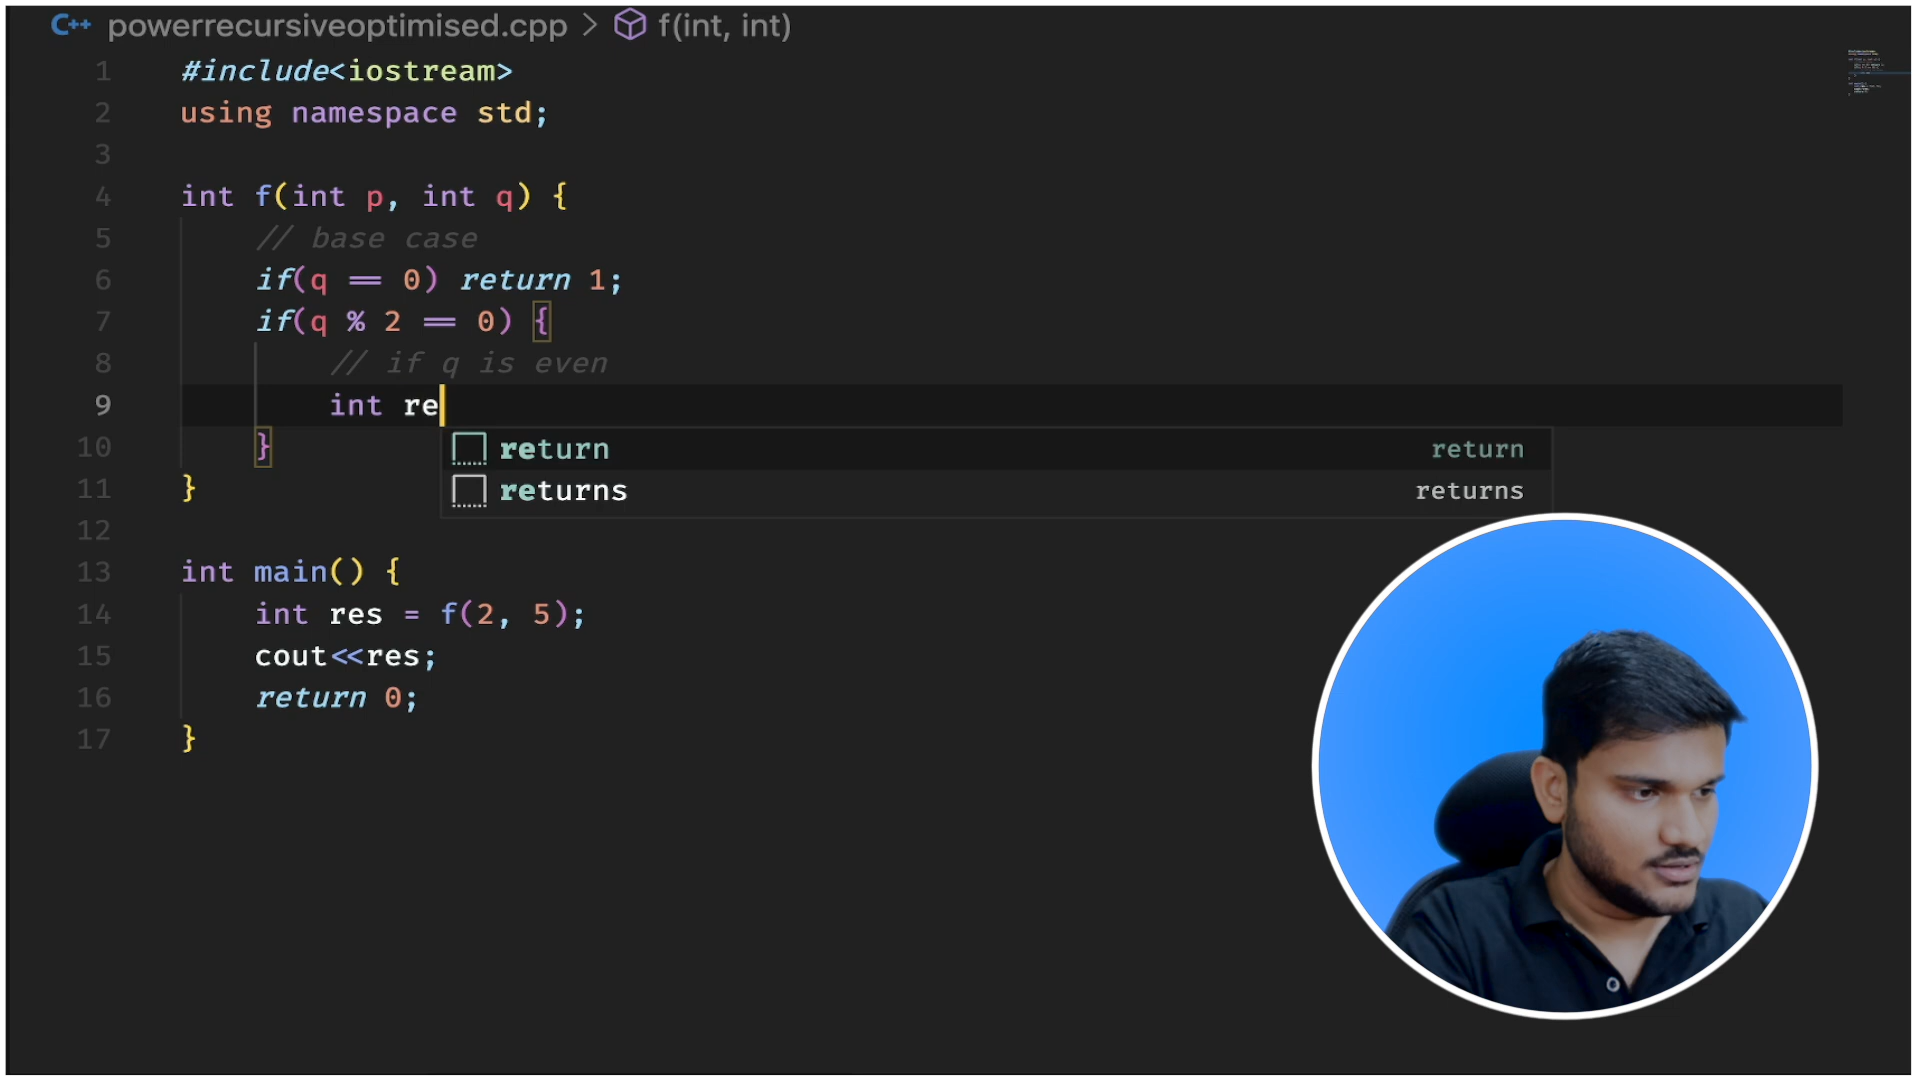 C++ powerrecursiveoptimised.cpp > f(int, int)
1 #include<iostream>
2 using namespace std;
3
4 int f(int p, int q) {
5 // base case
6 if(q == 0) return 1;
7 if(q % 2 == 0) {
8 // if q is even
9 int re
10 }
return return
returns returns
11 }
12
13 int main() {
14 int res = f(2, 5);
15 cout<<res;
16 return 0;
17 }